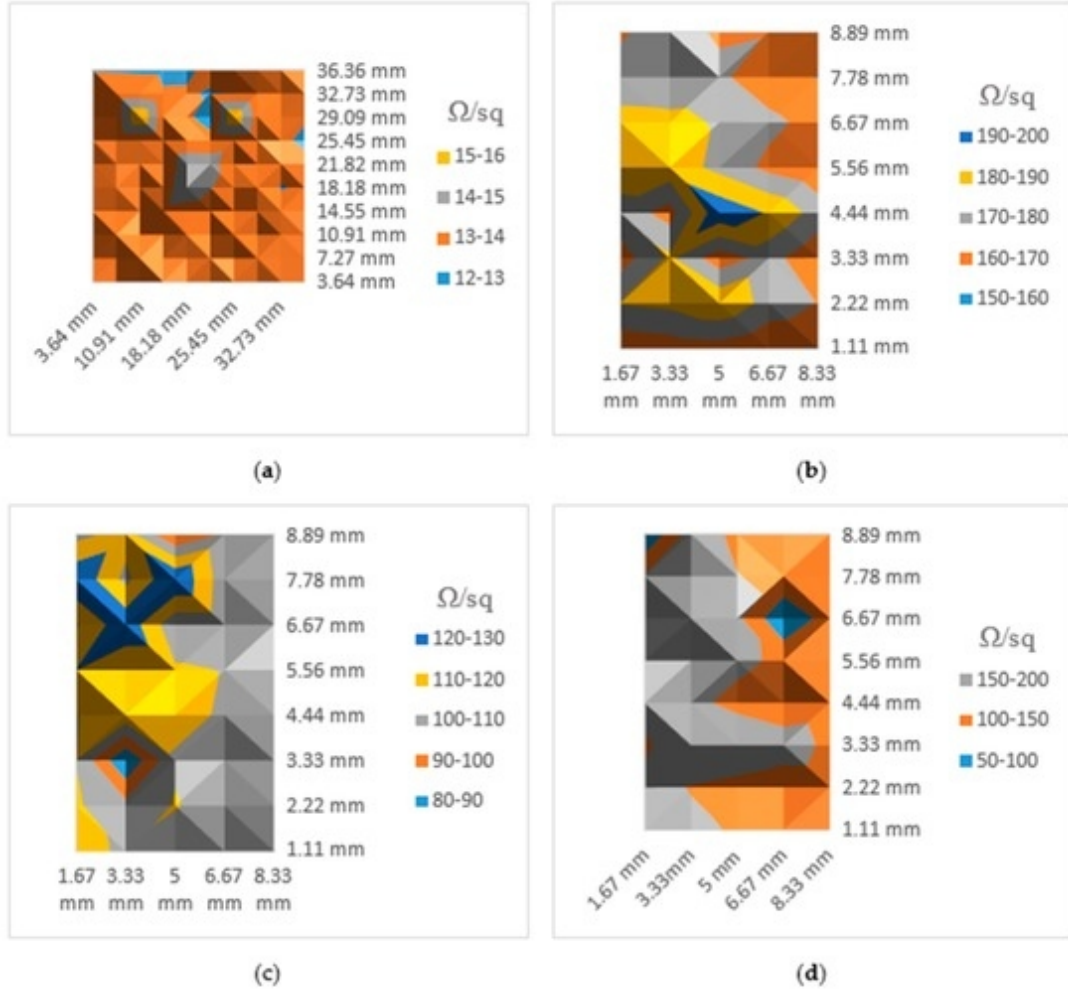 36.36 mm
32.73 mm
29.09 mm
25.45 mm
21.82 mm
18.18 mm
14.55 mm
10.91 mm
7.27 mm
3.64 mm
3.64 mm
10.91 mm
18.18 mm
25.45 mm
32.73 mm
Ω/sq
15-16
14-15
13-14
12-13
(a)
8.89 mm
7.78 mm
6.67 mm
5.56 mm
4.44 mm
3.33 mm
2.22 mm
1.11 mm
1.67 3.33 5 6.67 8.33
mm mm mm mm mm
Ω/sq
190-200
180-190
170-180
160-170
150-160
(b)
8.89 mm
7.78 mm
6.67 mm
5.56 mm
4.44 mm
3.33 mm
2.22 mm
1.11 mm
1.67 3.33 5 6.67 8.33
mm mm mm mm mm
Ω/sq
120-130
110-120
100-110
90-100
80-90
(c)
8.89 mm
7.78 mm
6.67 mm
5.56 mm
4.44 mm
3.33 mm
2.22 mm
1.11 mm
1.67 mm
3.33mm
5 mm
6.67 mm
8.33 mm
Ω/sq
150-200
100-150
50-100
(d)